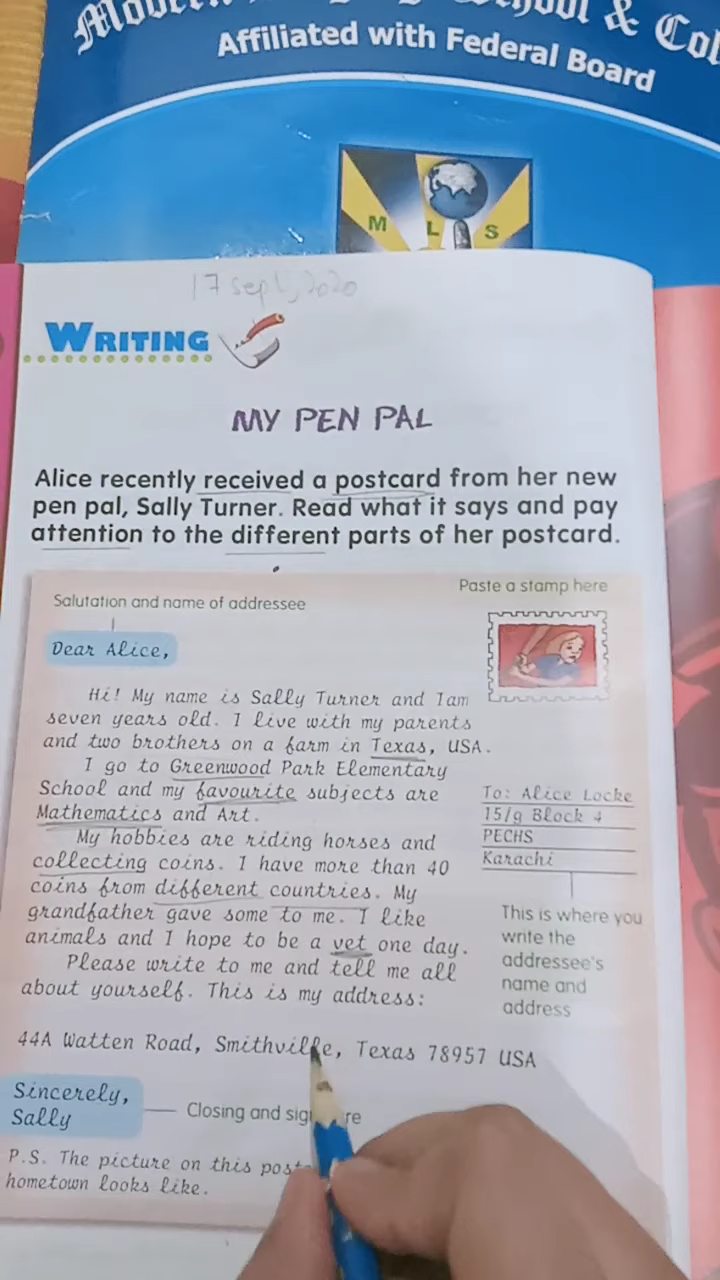 & Col
Affiliated with Federal Board
M L S
17 sept, 2020
WRITING
MY PEN PAL
Alice recently received a postcard from her new
pen pal, Sally Turner. Read what it says and pay
attention to the different parts of her postcard.
Paste a stamp here
Salutation and name of addressee
Dear Alice,
Hi! My name is Sally Turner and I am
seven years old. I live with my parents
and two brothers on a farm in Texas, USA.
I go to Greenwood Park Elementary
School and my favourite subjects are
Mathematics and Art.
My hobbies are riding horses and
collecting coins. I have more than 40
coins from different countries. My
grandfather gave some to me. I like
animals and I hope to be a vet one day.
Please write to me and tell me all
about yourself. This is my address:
To: Alice Locke
15/g Block 4
PECHS
Karachi
This is where you
write the
addressee's
name and
address
44A Watten Road, Smithville, Texas 78957 USA
Sincerely,
Sally
Closing and sig re
P.S. The picture on this post
hometown looks like.